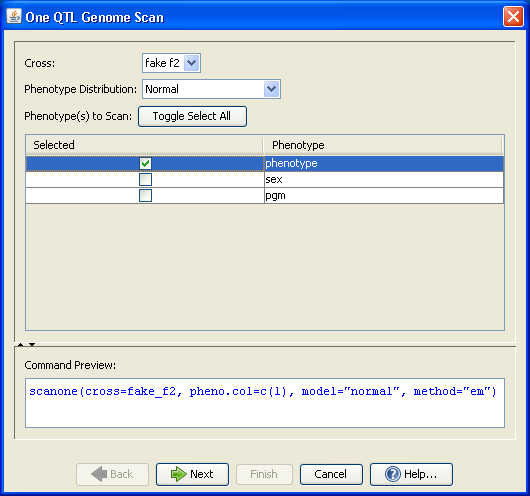 One QTL Genome Scan
Cross: fake f2
Phenotype Distribution: Normal
Phenotype(s) to Scan: Toggle Select All
Selected Phenotype
phenotype
sex
pgm
Command Preview:
scanone(cross=fake_f2, pheno.col=c(1), model="normal", method="em")
Back Next Finish Cancel Help...